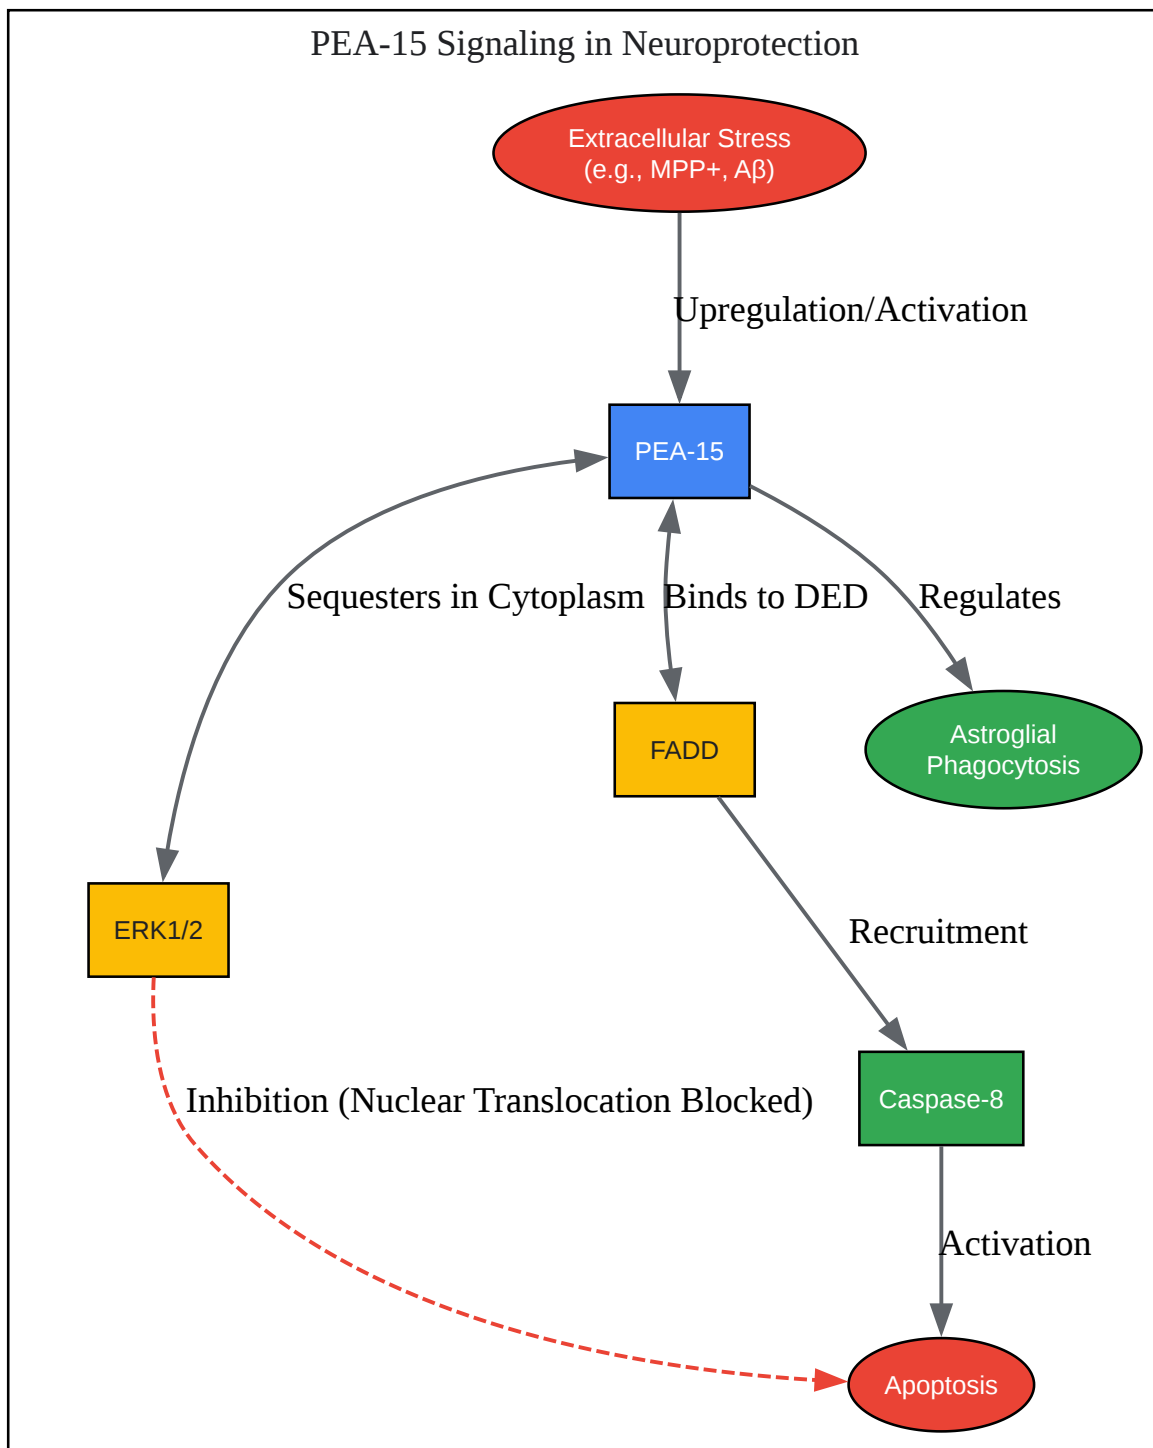 PEA-15 Signaling in Neuroprotection
Extracellular Stress
(e.g., MPP+, Aβ)
Upregulation/Activation
PEA-15
Sequesters in Cytoplasm
Binds to DED
Regulates
FADD
Astroglial
Phagocytosis
ERK1/2
Recruitment
Inhibition (Nuclear Translocation Blocked)
Caspase-8
Activation
Apoptosis